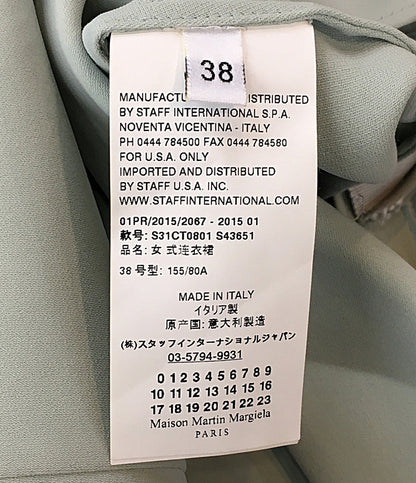 38
MANUFACTU ISTRIBUTED
BY STAFF INTERNATIONAL S.P.A.
NOVENTA VICENTINA - ITALY
PH 0444 784500 FAX 0444 784580
FOR U.S.A. ONLY
IMPORTED AND DISTRIBUTED
BY STAFF U.S.A. INC.
WWW.STAFFINTERNATIONAL.COM
01PR/2015/2067 - 2015 01
款号: S31CT0801 S43651
品名: 女 式连衣裙
38 号型: 155/80A
MADE IN ITALY
イタリア製
原产国: 意大利製造
(株)スタッフインターナショナルジャパン
03-5794-9931
0 1 2 3 4 5 6 7 8 9
10 11 12 13 14 15 16
17 18 19 20 21 22 23
Maison Martin Margiela
PARIS